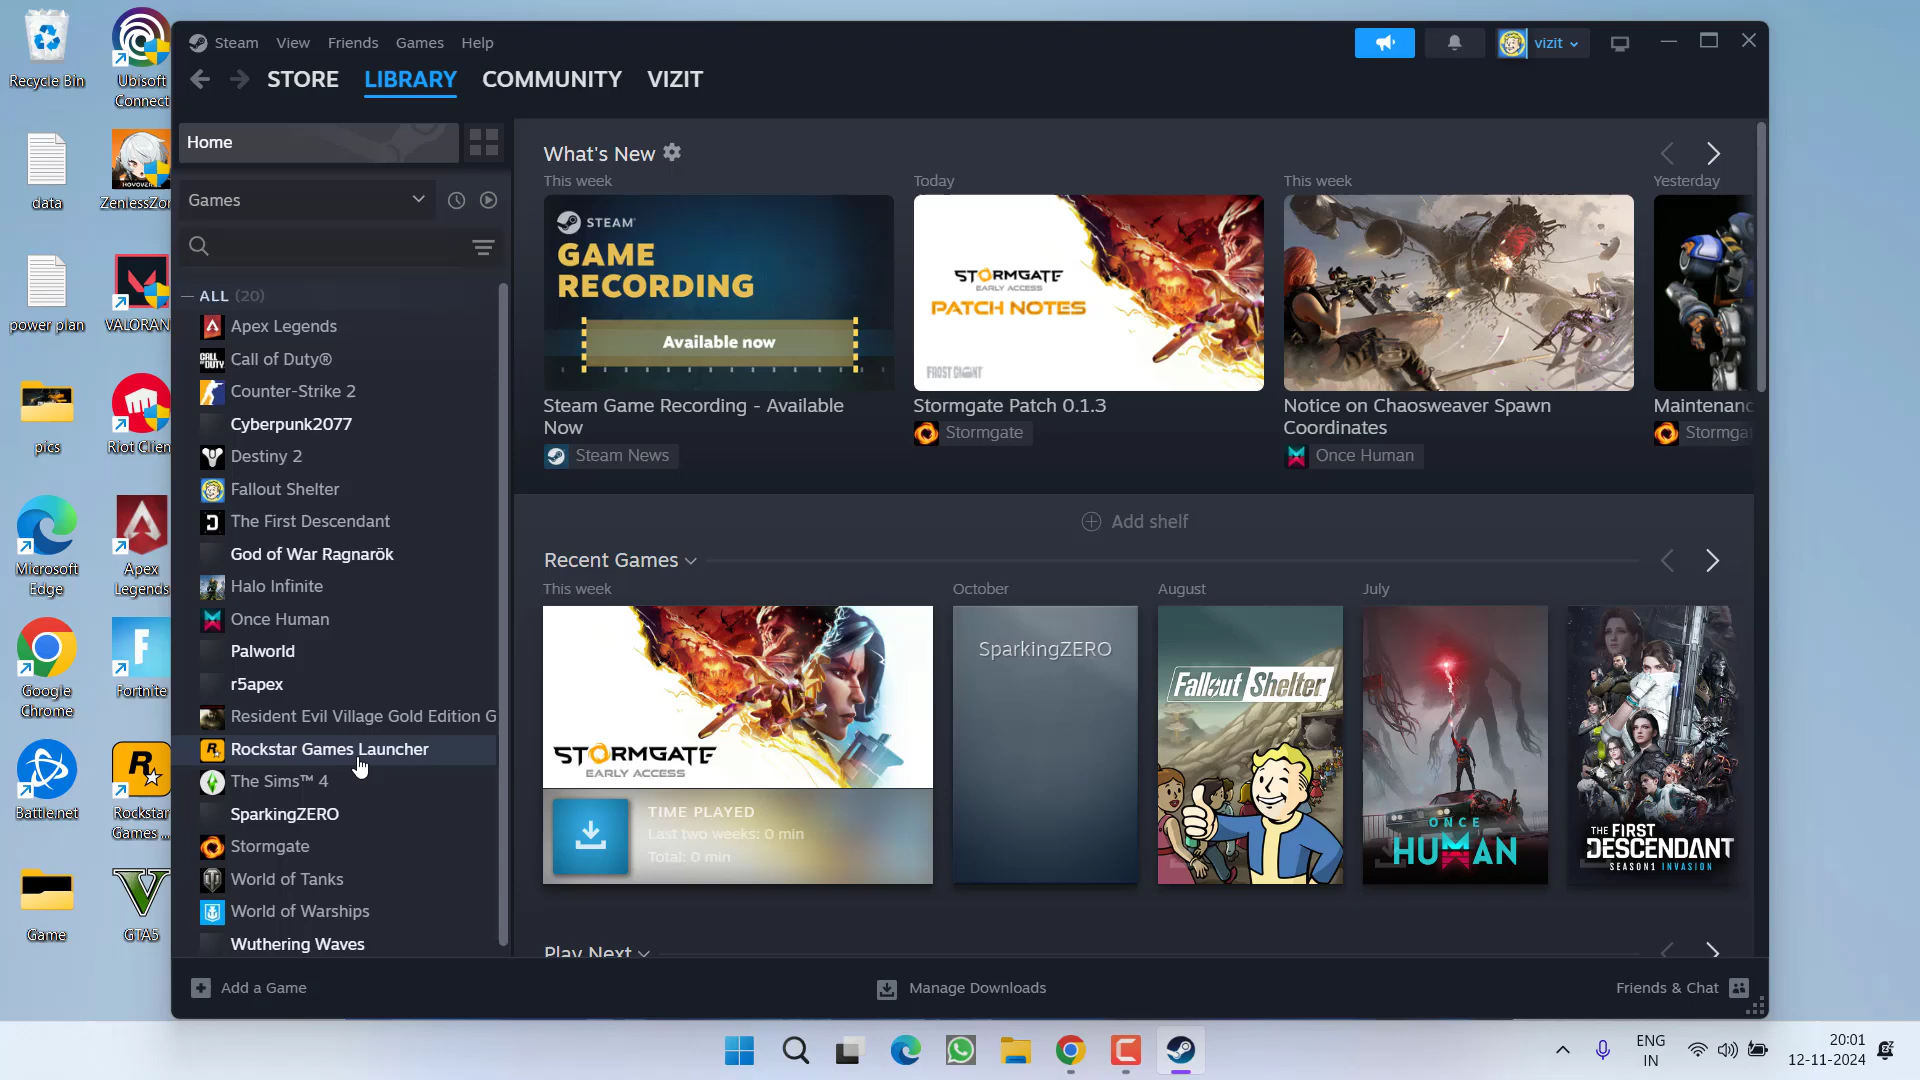 Recycle Bin
Ubisoft
Connect
data
ZenlessZon
power plan
VALORAN
pics
Riot Clien
Microsoft
Edge
Apex
Legends
Google
Chrome
Fortnite
Battle.net
Rockstar
Games ...
Game
GTA5
Steam View Friends Games Help
vizit
STORE LIBRARY COMMUNITY VIZIT
Home
Games
ALL (20)
Apex Legends
Call of Duty®
Counter-Strike 2
Cyberpunk2077
Destiny 2
Fallout Shelter
The First Descendant
God of War Ragnarök
Halo Infinite
Once Human
Palworld
r5apex
Resident Evil Village Gold Edition G
Rockstar Games Launcher
The Sims™ 4
SparkingZERO
Stormgate
World of Tanks
World of Warships
Wuthering Waves
What's New
This week
Today
This week
Yesterday
STEAM
GAME
RECORDING
Available now
STORMGATE
EARLY ACCESS
PATCH NOTES
FROST GIANT
Steam Game Recording - Available
Now
Steam News
Stormgate Patch 0.1.3
Stormgate
Notice on Chaosweaver Spawn
Coordinates
Once Human
Maintenanc
Stormgat
Add shelf
Recent Games
This week
October
August
July
STORMGATE
EARLY ACCESS
TIME PLAYED
Last two weeks: 0 min
Total: 0 min
SparkingZERO
Fallout Shelter
ONCE
HUMAN
THE FIRST
DESCENDANT
SEASON1 INVASION
Play Next
Add a Game
Manage Downloads
Friends & Chat
ENG
IN
20:01
12-11-2024